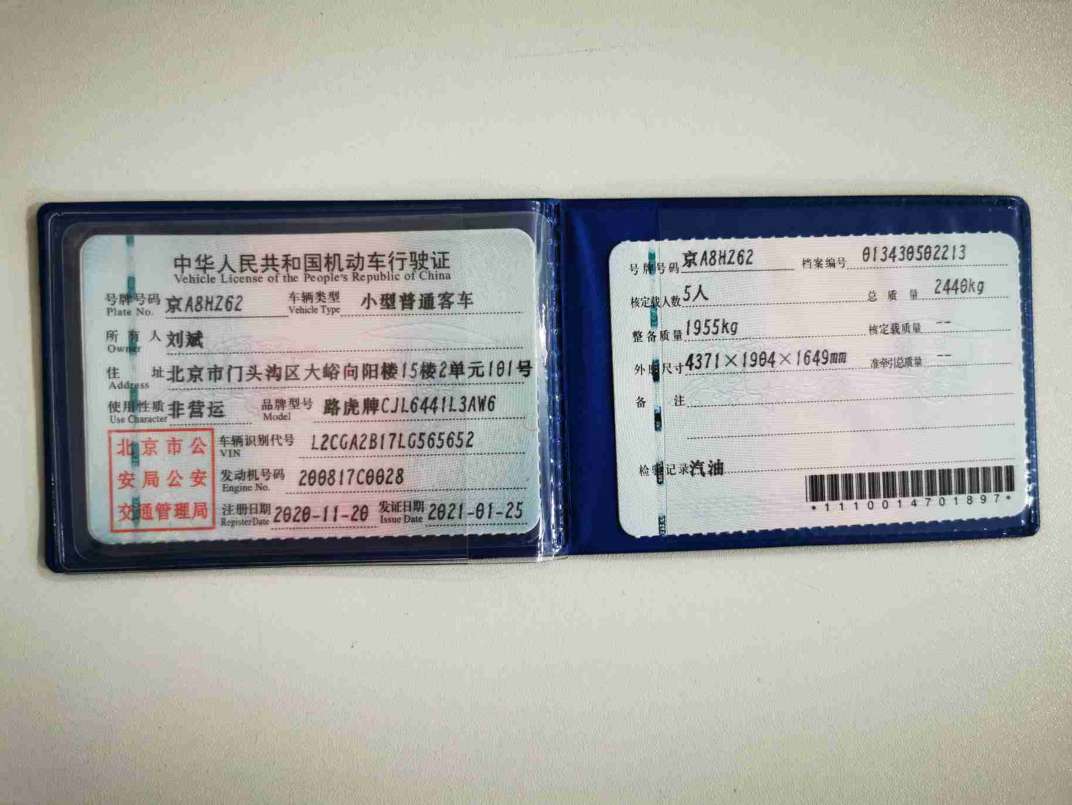 中华人民共和国机动车行驶证
Vehicle License of the People's Republic of China
号牌号码 京A8HZ62 车辆类型 小型普通客车
Plate No. Vehicle Type
所有人 刘斌
Owner
住址 北京市门头沟区大峪向阳楼15楼2单元101号
Address
使用性质 非营运 品牌型号 路虎牌CJL6441L3AW6
Use Character Model
北京市公
安局公安
交通管理局
车辆识别代号 L2CGA2B17LG565652
VIN
发动机号码 200817C0028
Engine No.
注册日期 2020-11-20 发证日期 2021-01-25
Register Date Issue Date
号牌号码 京A8HZ62 档案编号 013430502213
核定载人数 5人 总质量 2440kg
整备质量 1955kg 核定载质量 --
外廓尺寸 4371×1904×1649mm 准牵引总质量 --
备注
检验记录 汽油
*1110014701897*